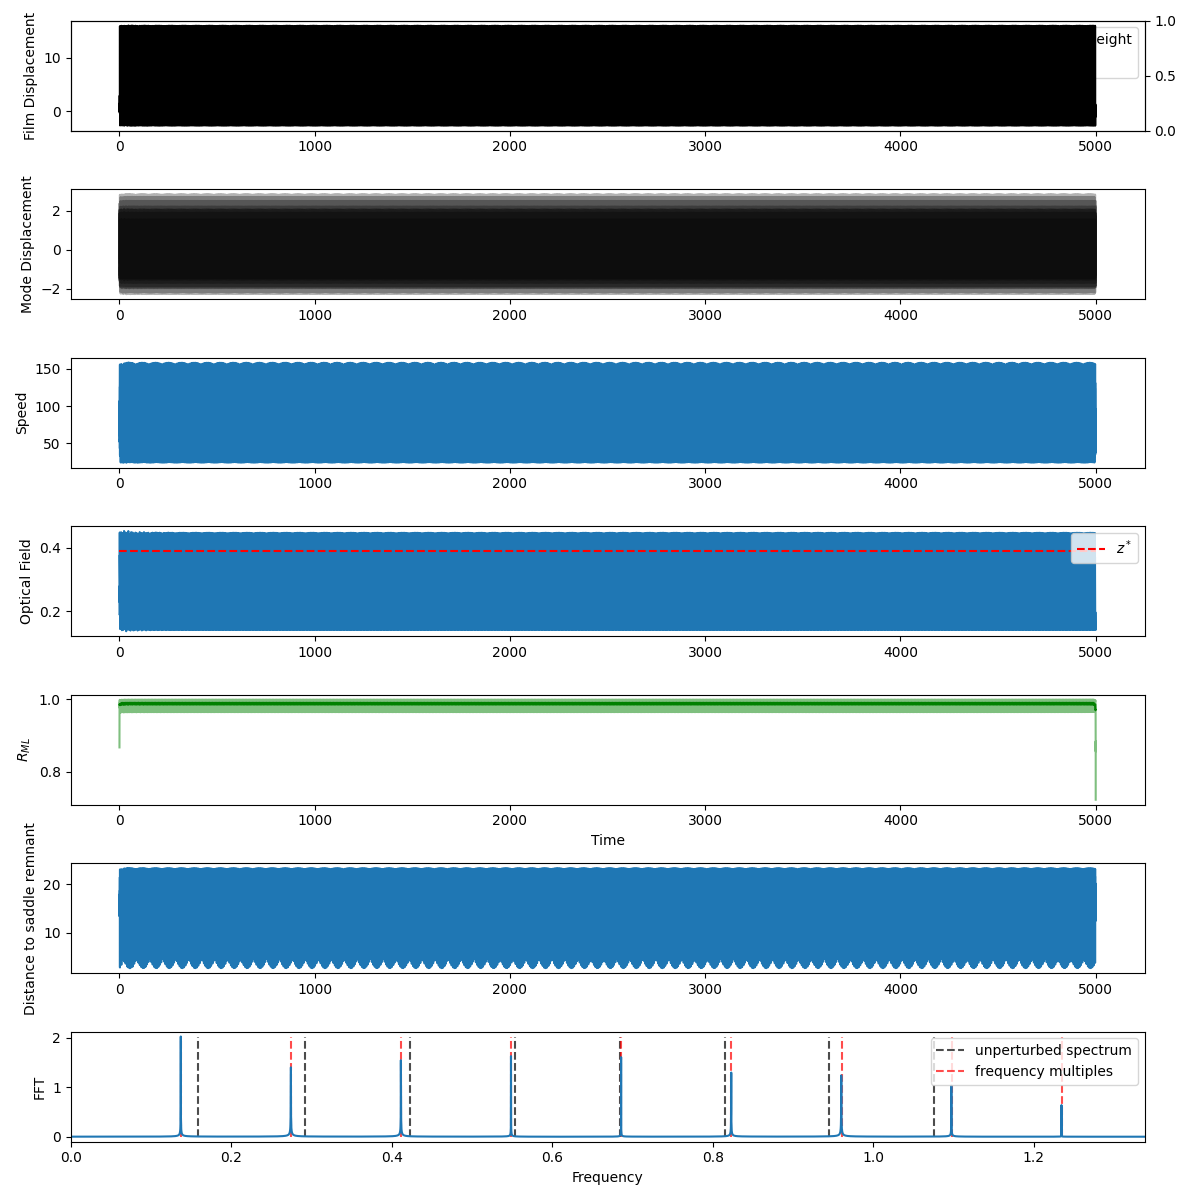 Film Displacement
10
0
eight
1.0
0.5
0.0
0 1000 2000 3000 4000 5000
Mode Displacement
2
0
−2
0 1000 2000 3000 4000 5000
Speed
150
100
50
0 1000 2000 3000 4000 5000
Optical Field
0.4
0.2
z*
0 1000 2000 3000 4000 5000
R_ML
1.0
0.8
0 1000 2000 3000 4000 5000
Time
Distance to saddle remnant
20
10
0 1000 2000 3000 4000 5000
FFT
2
1
0
unperturbed spectrum
frequency multiples
0.0 0.2 0.4 0.6 0.8 1.0 1.2
Frequency